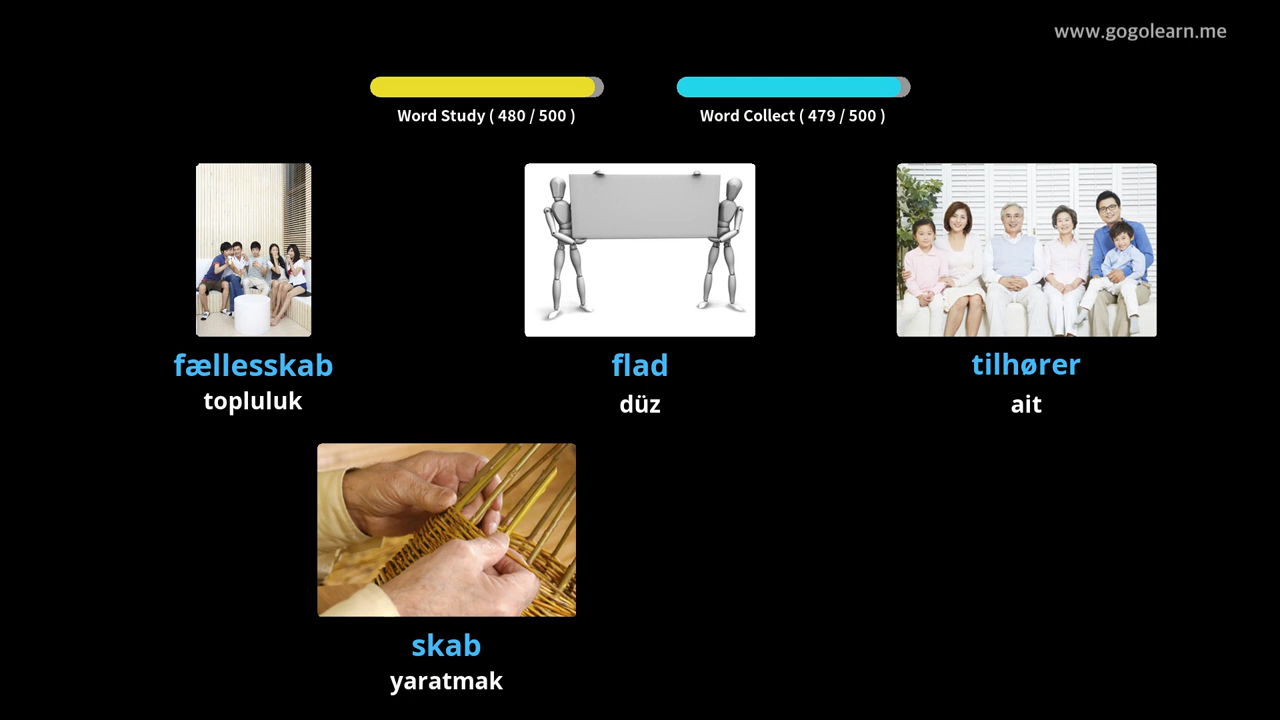 www.gogolearn.me
Word Study ( 480 / 500 )
Word Collect ( 479 / 500 )
fællesskab
topluluk
flad
düz
tilhører
ait
skab
yaratmak